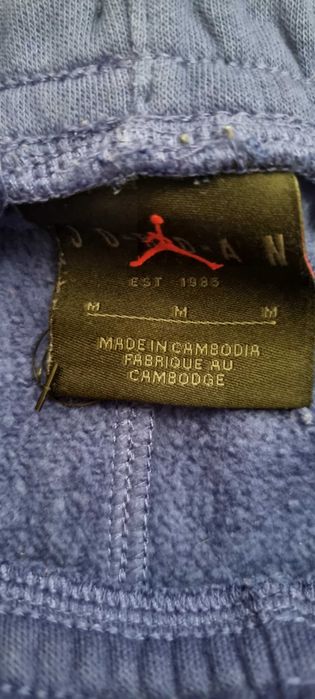 J-O-R-D-A-N
EST 1985
M M M
MADE IN CAMBODIA
FABRIQUE AU
CAMBODGE